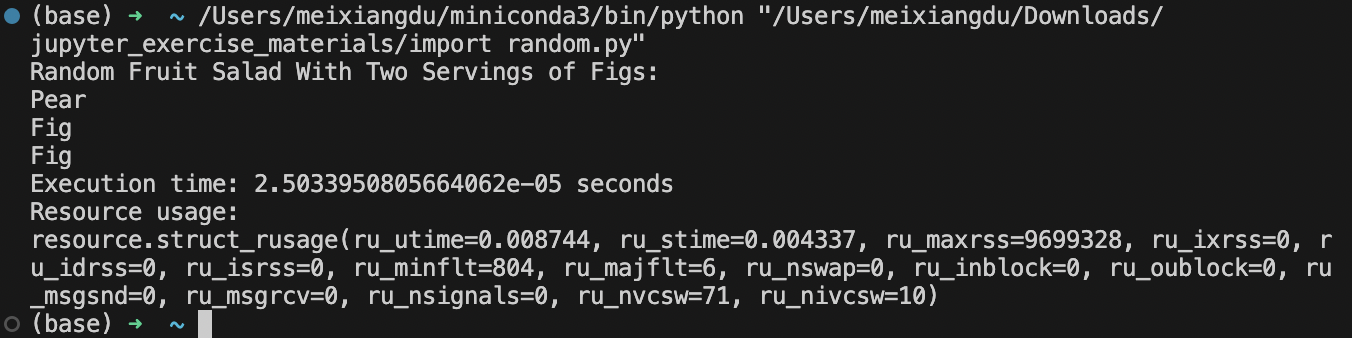 (base) ➜  ~ /Users/meixiangdu/miniconda3/bin/python "/Users/meixiangdu/Downloads/
jupyter_exercise_materials/import random.py"
Random Fruit Salad With Two Servings of Figs:
Pear
Fig
Fig
Execution time: 2.5033950805664062e-05 seconds
Resource usage:
resource.struct_rusage(ru_utime=0.008744, ru_stime=0.004337, ru_maxrss=9699328, ru_ixrss=0, r
u_idrss=0, ru_isrss=0, ru_minflt=804, ru_majflt=6, ru_nswap=0, ru_inblock=0, ru_oublock=0, ru
_msgsnd=0, ru_msgrcv=0, ru_nsignals=0, ru_nvcsw=71, ru_nivcsw=10)
(base) ➜  ~